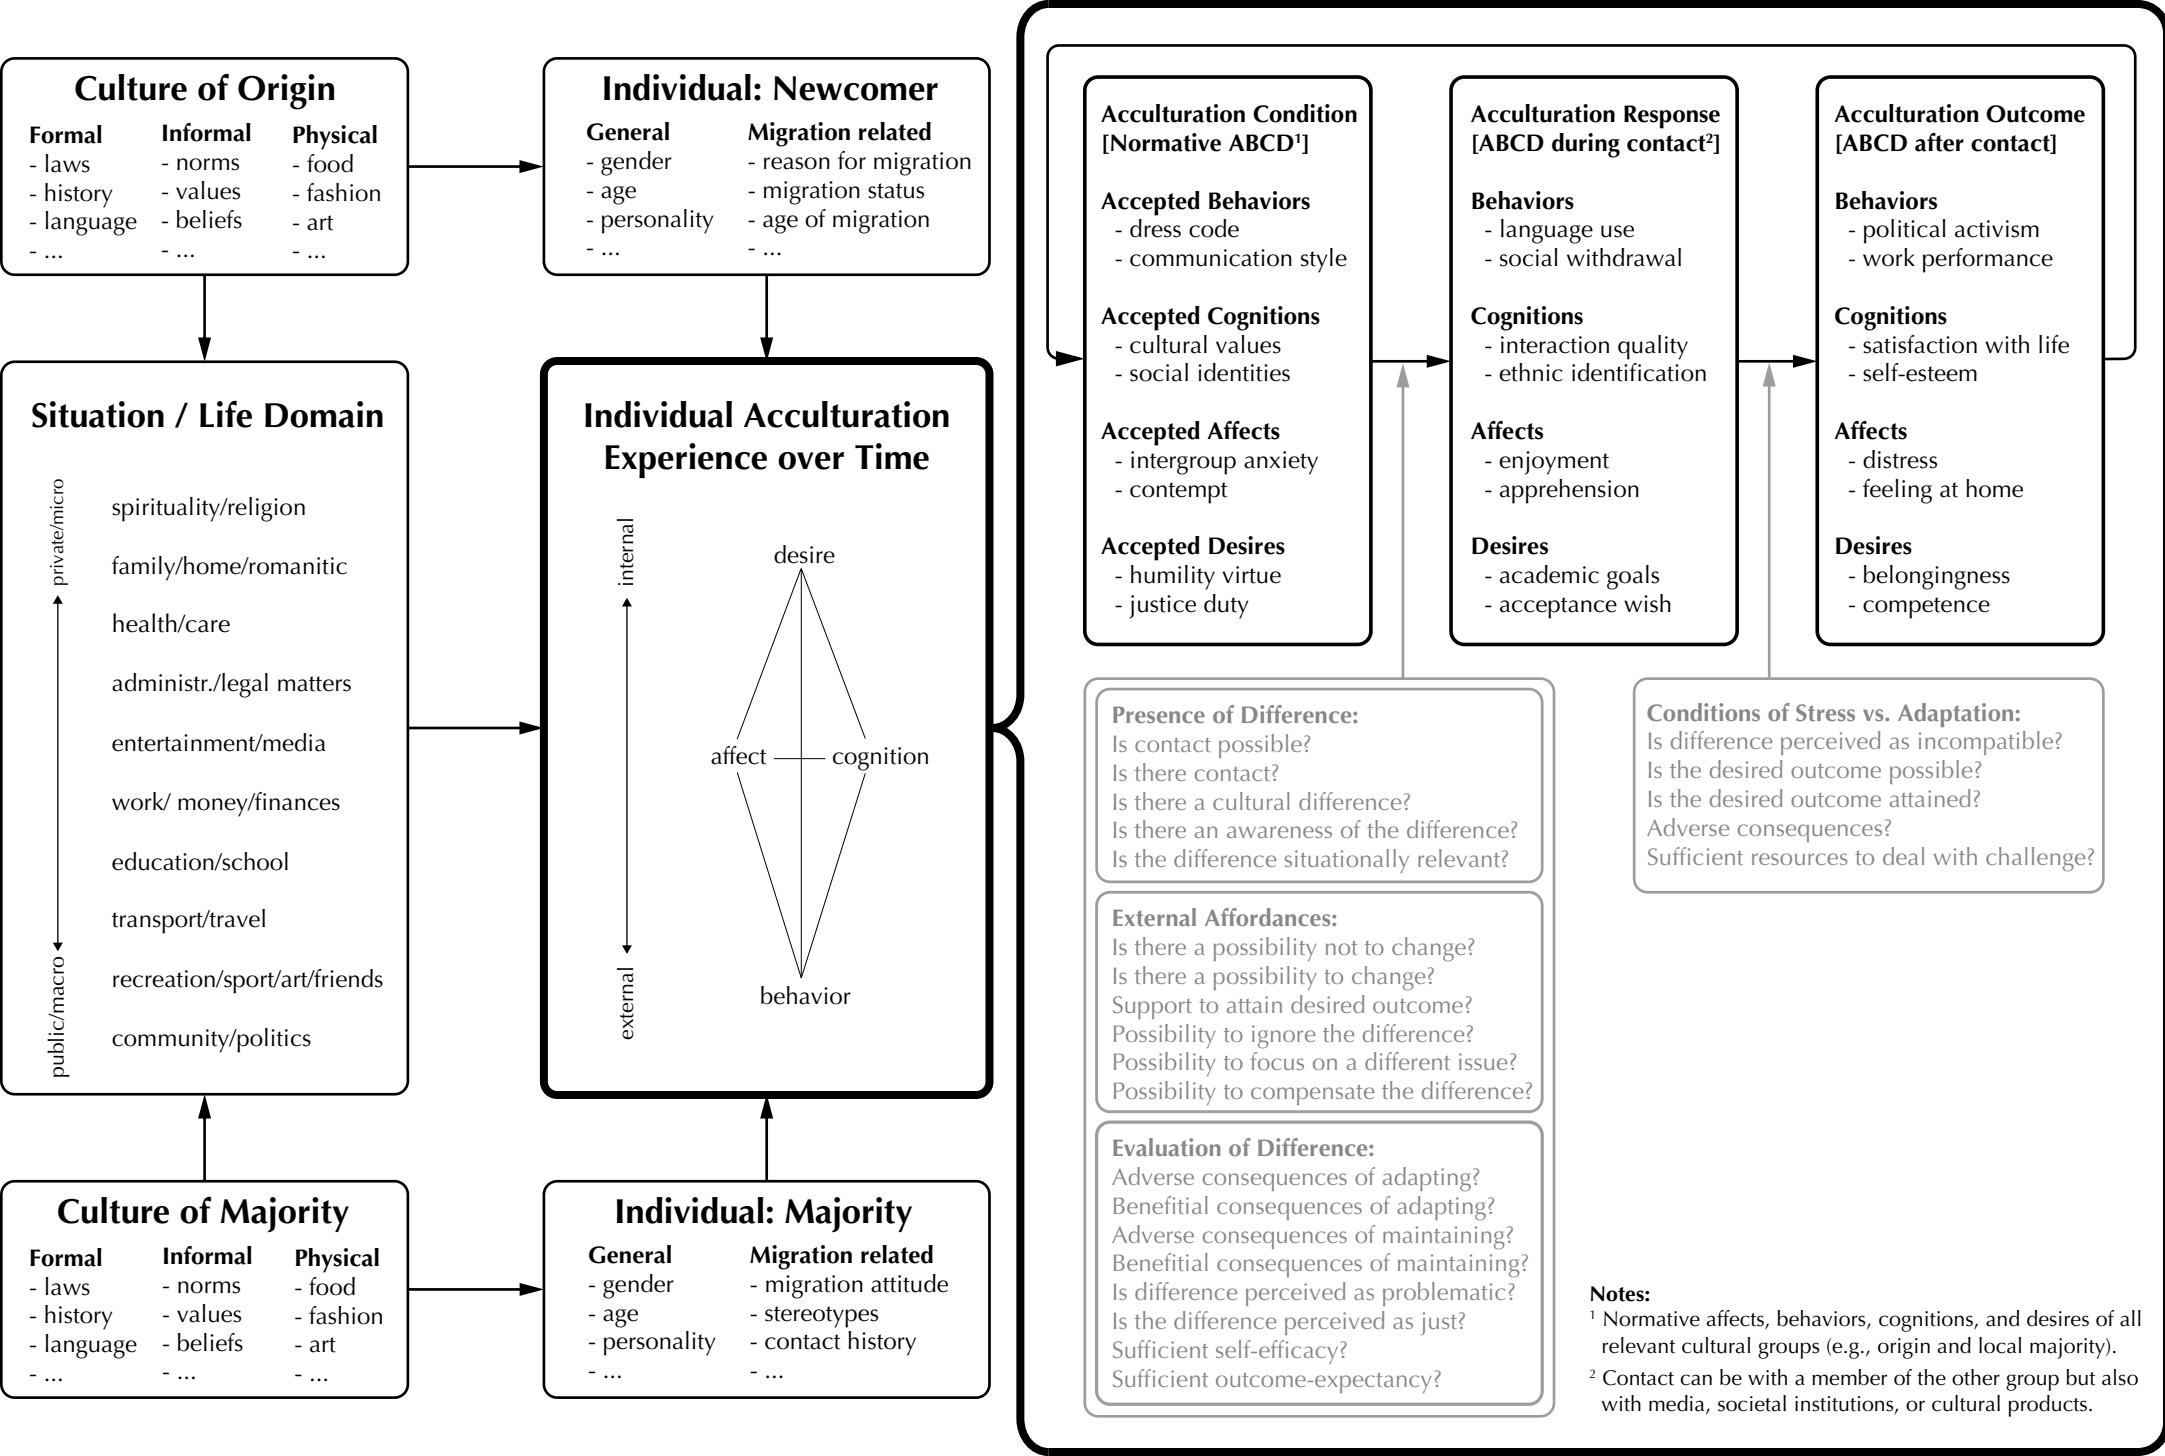 Culture of Origin
Formal
- laws
- history
- language
- ...
Informal
- norms
- values
- beliefs
- ...
Physical
- food
- fashion
- art
- ...
Individual: Newcomer
General
- gender
- age
- personality
- ...
Migration related
- reason for migration
- migration status
- age of migration
- ...
Situation / Life Domain
private/micro
public/macro
spirituality/religion
family/home/romanitic
health/care
administr./legal matters
entertainment/media
work/ money/finances
education/school
transport/travel
recreation/sport/art/friends
community/politics
Individual Acculturation
Experience over Time
internal
external
desire
affect
cognition
behavior
Culture of Majority
Formal
- laws
- history
- language
- ...
Informal
- norms
- values
- beliefs
- ...
Physical
- food
- fashion
- art
- ...
Individual: Majority
General
- gender
- age
- personality
- ...
Migration related
- migration attitude
- stereotypes
- contact history
- ...
Acculturation Condition
[Normative ABCD¹]
Accepted Behaviors
- dress code
- communication style
Accepted Cognitions
- cultural values
- social identities
Accepted Affects
- intergroup anxiety
- contempt
Accepted Desires
- humility virtue
- justice duty
Acculturation Response
[ABCD during contact²]
Behaviors
- language use
- social withdrawal
Cognitions
- interaction quality
- ethnic identification
Affects
- enjoyment
- apprehension
Desires
- academic goals
- acceptance wish
Acculturation Outcome
[ABCD after contact]
Behaviors
- political activism
- work performance
Cognitions
- satisfaction with life
- self-esteem
Affects
- distress
- feeling at home
Desires
- belongingness
- competence
Presence of Difference:
Is contact possible?
Is there contact?
Is there a cultural difference?
Is there an awareness of the difference?
Is the difference situationally relevant?
External Affordances:
Is there a possibility not to change?
Is there a possibility to change?
Support to attain desired outcome?
Possibility to ignore the difference?
Possibility to focus on a different issue?
Possibility to compensate the difference?
Evaluation of Difference:
Adverse consequences of adapting?
Benefitial consequences of adapting?
Adverse consequences of maintaining?
Benefitial consequences of maintaining?
Is difference perceived as problematic?
Is the difference perceived as just?
Sufficient self-efficacy?
Sufficient outcome-expectancy?
Conditions of Stress vs. Adaptation:
Is difference perceived as incompatible?
Is the desired outcome possible?
Is the desired outcome attained?
Adverse consequences?
Sufficient resources to deal with challenge?
Notes:
¹ Normative affects, behaviors, cognitions, and desires of all
relevant cultural groups (e.g., origin and local majority).
² Contact can be with a member of the other group but also
with media, societal institutions, or cultural products.